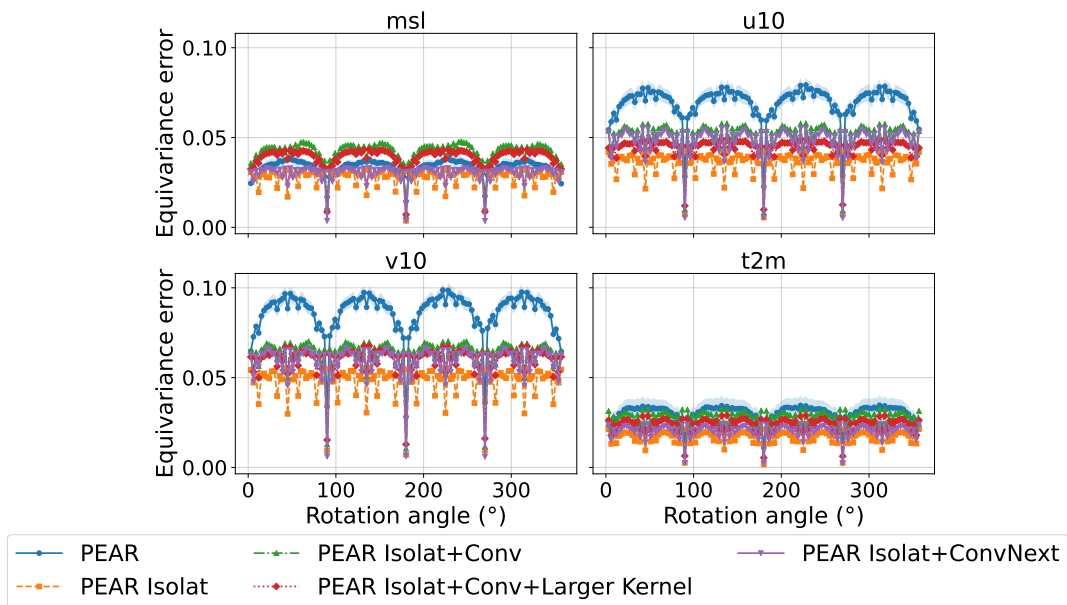 msl
u10
Equivariance error
0.10
0.05
0.00
v10
t2m
Equivariance error
0.10
0.05
0.00
0 100 200 300
0 100 200 300
Rotation angle (°)
Rotation angle (°)
PEAR
PEAR Isolat+Conv
PEAR Isolat+ConvNext
PEAR Isolat
PEAR Isolat+Conv+Larger Kernel